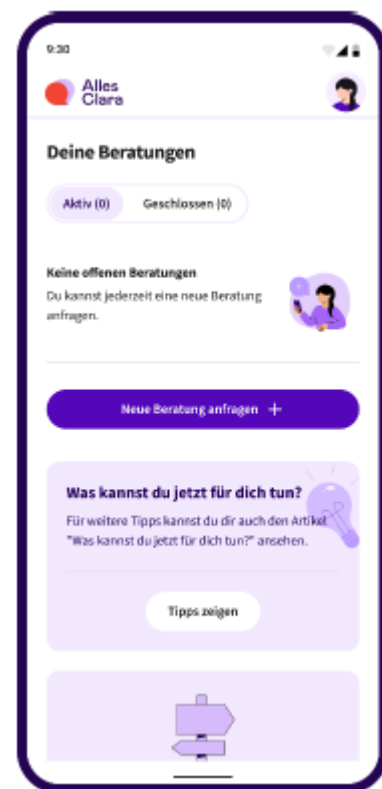 9:30
Alles
Clara
Deine Beratungen
Aktiv (0) Geschlossen (0)
Keine offenen Beratungen
Du kannst jederzeit eine neue Beratung
anfragen.
Neue Beratung anfragen +
Was kannst du jetzt für dich tun?
Für weitere Tipps kannst du dir auch den Artikel
"Was kannst du jetzt für dich tun?" ansehen.
Tipps zeigen